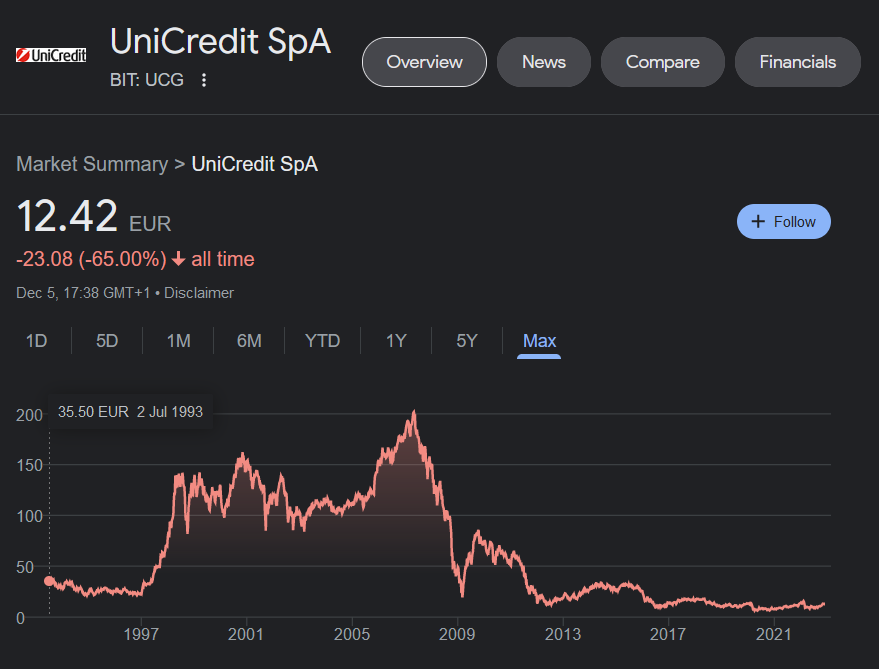 UniCredit
UniCredit SpA
BIT: UCG
Overview
News
Compare
Financials
Market Summary > UniCredit SpA
12.42 EUR
+ Follow
-23.08 (-65.00%) ↓ all time
Dec 5, 17:38 GMT+1 • Disclaimer
1D 5D 1M 6M YTD 1Y 5Y Max
35.50 EUR 2 Jul 1993
200
150
100
50
0
1997 2001 2005 2009 2013 2017 2021